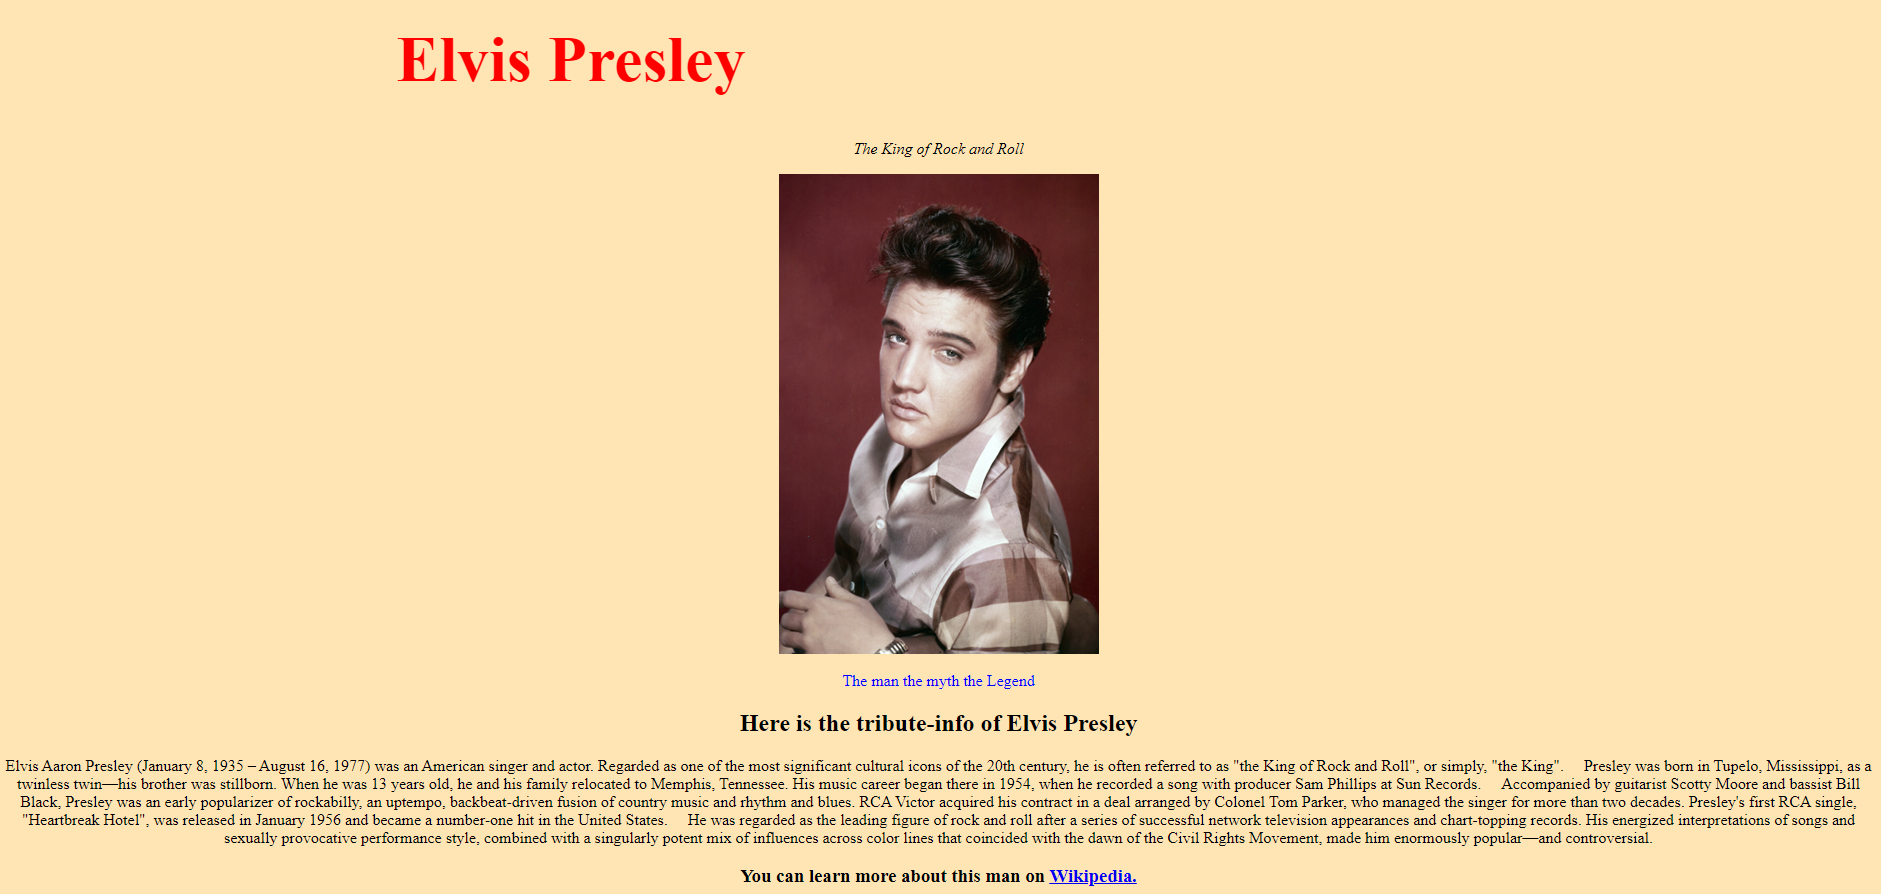 Elvis Presley
The King of Rock and Roll
The man the myth the Legend
Here is the tribute-info of Elvis Presley
Elvis Aaron Presley (January 8, 1935 – August 16, 1977) was an American singer and actor. Regarded as one of the most significant cultural icons of the 20th century, he is often referred to as "the King of Rock and Roll", or simply, "the King". Presley was born in Tupelo, Mississippi, as a
twinless twin—his brother was stillborn. When he was 13 years old, he and his family relocated to Memphis, Tennessee. His music career began there in 1954, when he recorded a song with producer Sam Phillips at Sun Records. Accompanied by guitarist Scotty Moore and bassist Bill
Black, Presley was an early popularizer of rockabilly, an uptempo, backbeat-driven fusion of country music and rhythm and blues. RCA Victor acquired his contract in a deal arranged by Colonel Tom Parker, who managed the singer for more than two decades. Presley's first RCA single,
"Heartbreak Hotel", was released in January 1956 and became a number-one hit in the United States. He was regarded as the leading figure of rock and roll after a series of successful network television appearances and chart-topping records. His energized interpretations of songs and
sexually provocative performance style, combined with a singularly potent mix of influences across color lines that coincided with the dawn of the Civil Rights Movement, made him enormously popular—and controversial.
You can learn more about this man on Wikipedia.